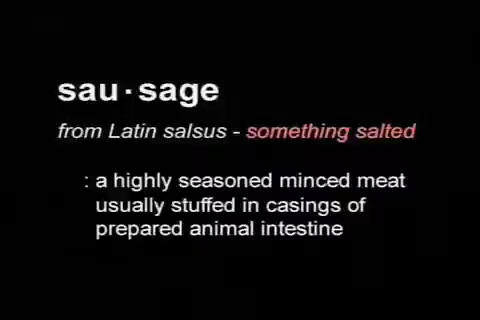 sau·sage
from Latin salsus - something salted
: a highly seasoned minced meat
usually stuffed in casings of
prepared animal intestine